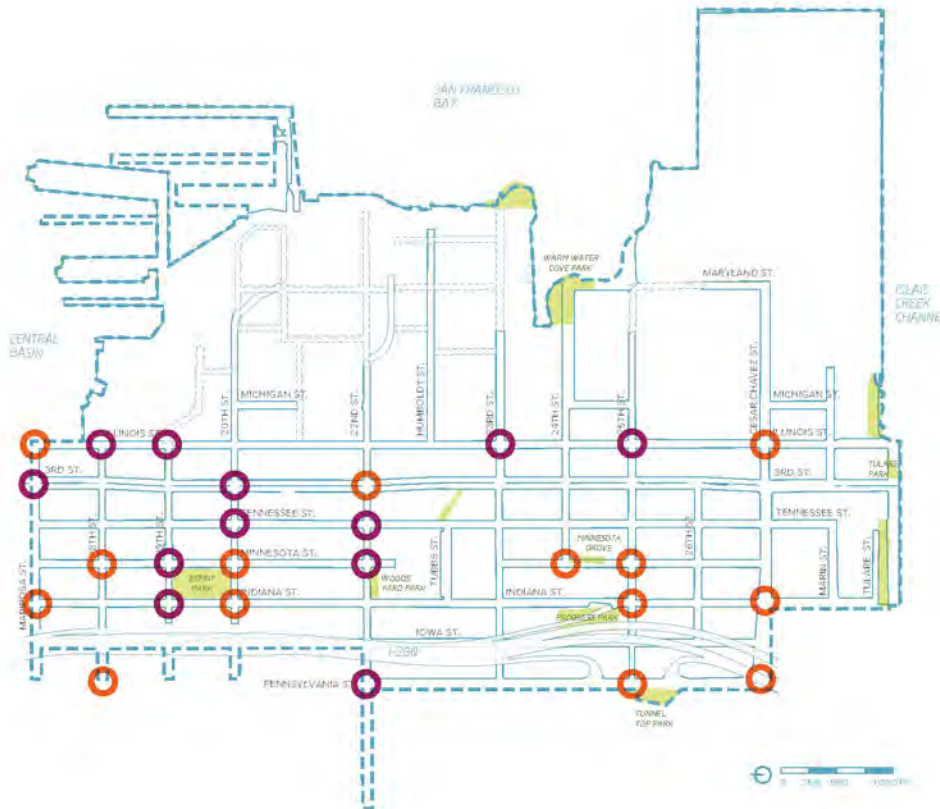 SAN FRANCISCO
BAY
WARM WATER
COVE PARK
MARYLAND ST.
ISLAIS
CREEK
CHANNEL
CENTRAL
BASIN
MICHIGAN ST.
20TH ST.
22ND ST.
HUMBOLDT ST.
23RD ST.
24TH ST.
25TH ST.
CESAR CHAVEZ ST.
MICHIGAN ST.
ILLINOIS ST.
ILLINOIS ST.
3RD ST.
3RD ST.
TULARE
PARK
TENNESSEE ST.
TENNESSEE ST.
18TH ST.
19TH ST.
MINNESOTA ST.
MINNESOTA
GROVE
26TH ST.
MARIPOSA ST.
ESPRIT
PARK
WOODS
YARD PARK
TUBBS ST.
MARIN ST.
TULARE ST.
INDIANA ST.
INDIANA ST.
PROGRESS PARK
IOWA ST.
I-280
PENNSYLVANIA ST.
TUNNEL
TOP PARK
0